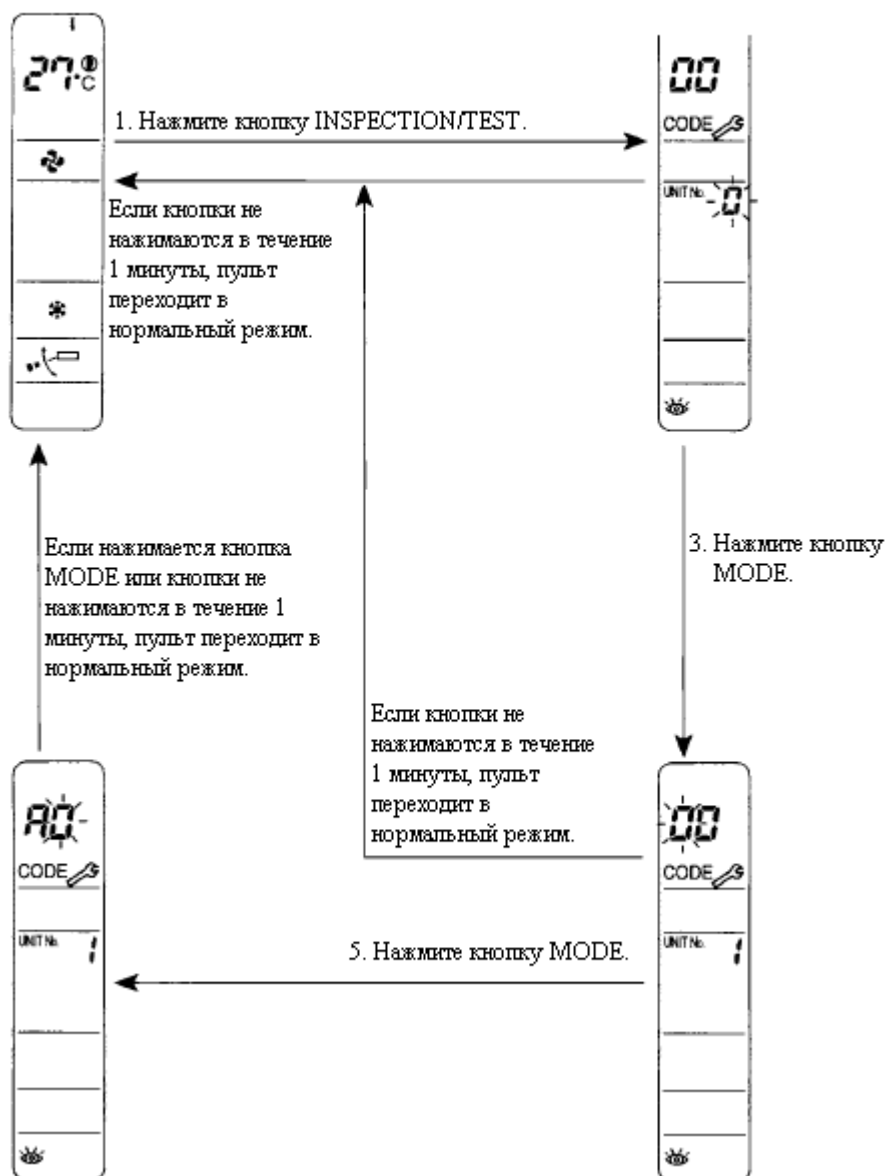 27°C
1. Нажмите кнопку INSPECTION/TEST.
Если кнопки не
нажимаются в течение
1 минуты, пульт
переходит в
нормальный режим.
00
CODE
UNIT No. 0
3. Нажмите кнопку
MODE.
Если нажимается кнопка
MODE или кнопки не
нажимаются в течение 1
минуты, пульт переходит в
нормальный режим.
Если кнопки не
нажимаются в течение
1 минуты, пульт
переходит в
нормальный режим.
00
CODE
UNIT No. 1
5. Нажмите кнопку MODE.
A0
CODE
UNIT No. 1